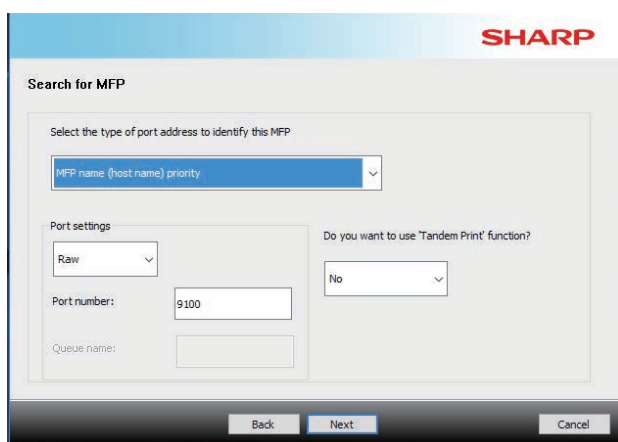 SHARP
Search for MFP
Select the type of port address to identify this MFP
MFP name (host name) priority
Port settings
Do you want to use 'Tandem Print' function?
Raw
No
Port number:
9100
Queue name:
Back
Next
Cancel